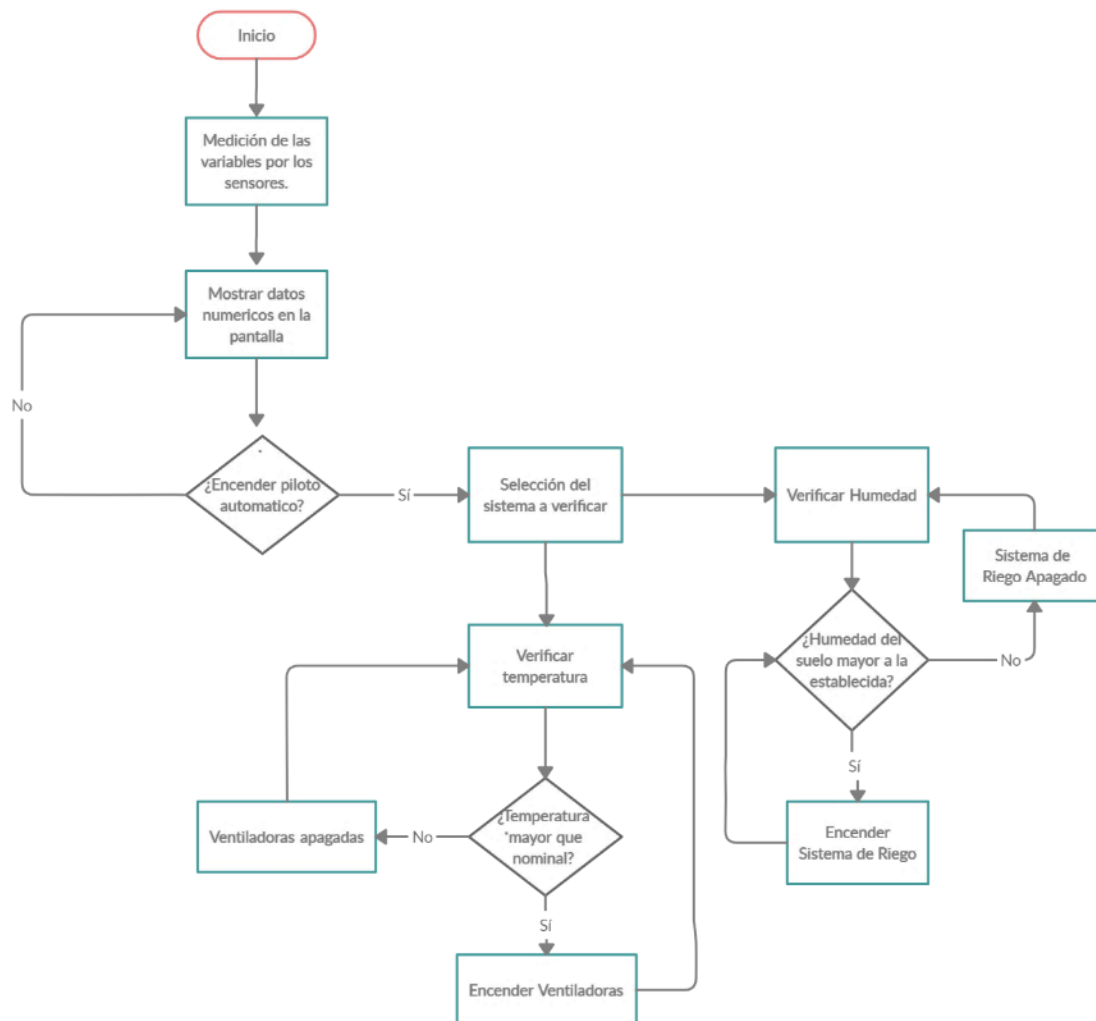 Inicio
Medición de las
variables por los
sensores.
Mostrar datos
numericos en la
pantalla
No
¿Encender piloto
automatico?
Sí
Selección del
sistema a verificar
Verificar Humedad
Sistema de
Riego Apagado
¿Humedad del
suelo mayor a la
establecida?
No
Sí
Encender
Sistema de Riego
Verificar
temperatura
¿Temperatura
mayor que
nominal?
No
Ventiladoras apagadas
Sí
Encender Ventiladoras